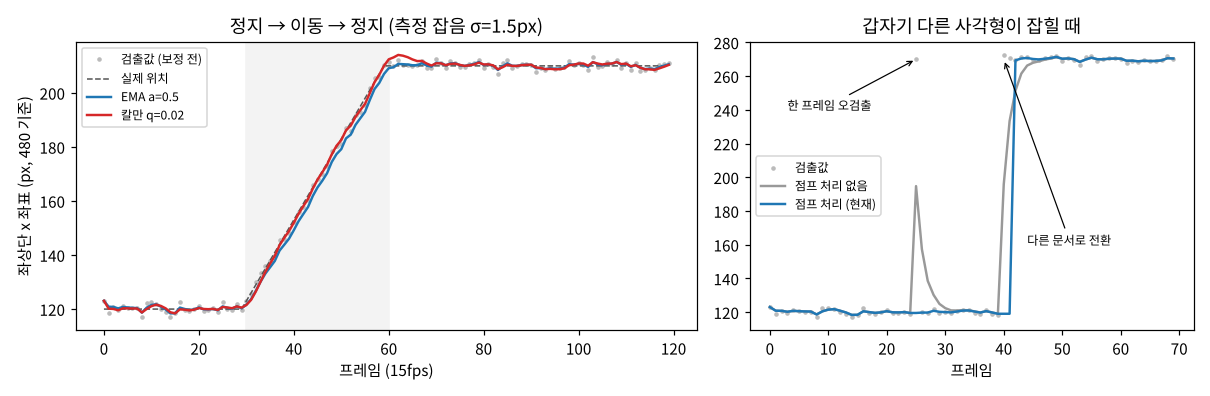 정지 → 이동 → 정지 (측정 잡음 σ=1.5px)
검출값 (보정 전)
실제 위치
EMA a=0.5
칼만 q=0.02
좌상단 x 좌표 (px, 480 기준)
200
180
160
140
120
0 20 40 60 80 100 120
프레임 (15fps)
갑자기 다른 사각형이 잡힐 때
한 프레임 오검출
검출값
점프 처리 없음
점프 처리 (현재)
다른 문서로 전환
280
260
240
220
200
180
160
140
120
0 10 20 30 40 50 60 70
프레임